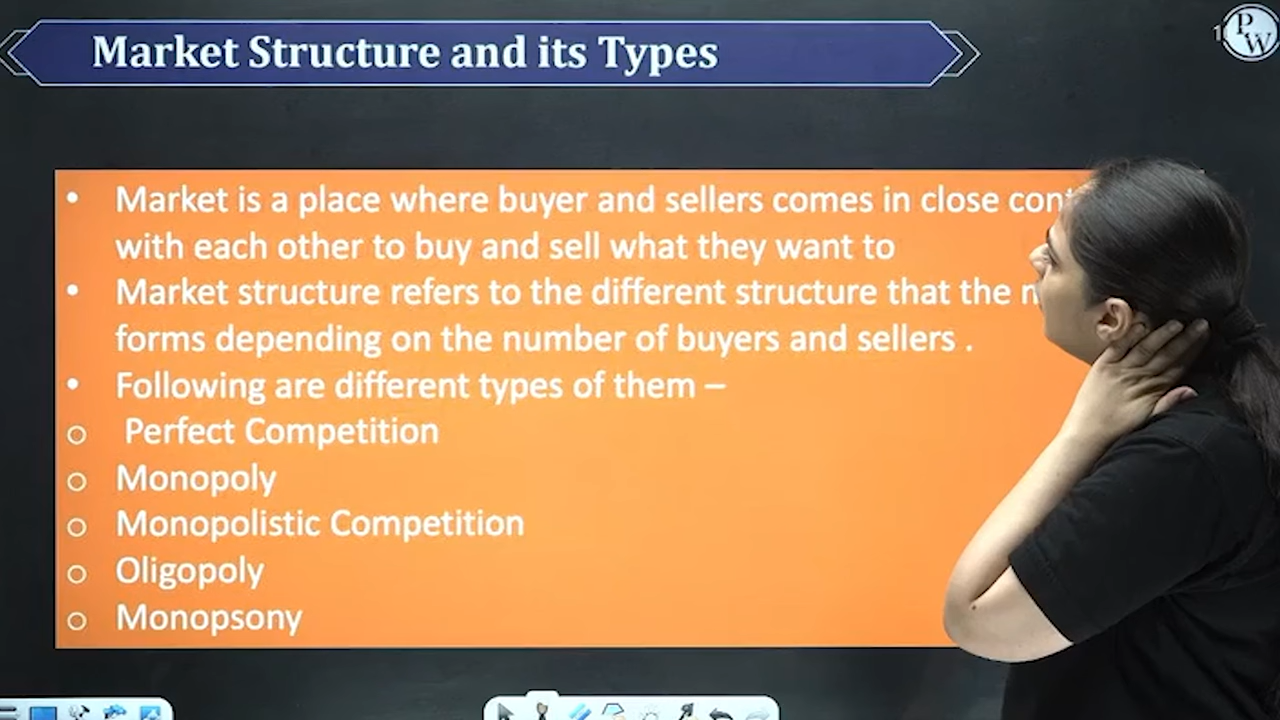 Market Structure and its Types
PW
• Market is a place where buyer and sellers comes in close
with each other to buy and sell what they want to
• Market structure refers to the different structure that the
forms depending on the number of buyers and sellers .
• Following are different types of them –
o Perfect Competition
o Monopoly
o Monopolistic Competition
o Oligopoly
o Monopsony